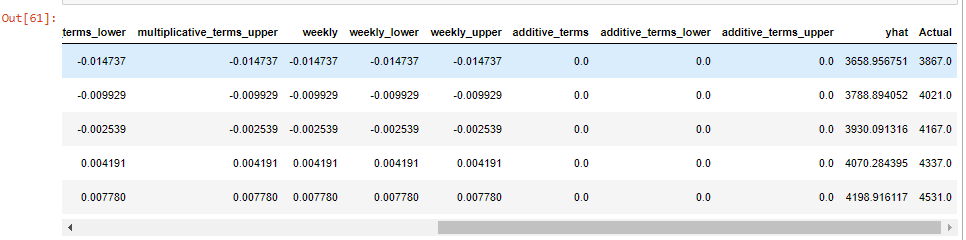 Out[61]:
terms_lower multiplicative_terms_upper weekly weekly_lower weekly_upper additive_terms additive_terms_lower additive_terms_upper yhat Actual
-0.014737 -0.014737 -0.014737 -0.014737 -0.014737 0.0 0.0 0.0 3658.956751 3867.0
-0.009929 -0.009929 -0.009929 -0.009929 -0.009929 0.0 0.0 0.0 3788.894052 4021.0
-0.002539 -0.002539 -0.002539 -0.002539 -0.002539 0.0 0.0 0.0 3930.091316 4167.0
0.004191 0.004191 0.004191 0.004191 0.004191 0.0 0.0 0.0 4070.284395 4337.0
0.007780 0.007780 0.007780 0.007780 0.007780 0.0 0.0 0.0 4198.916117 4531.0